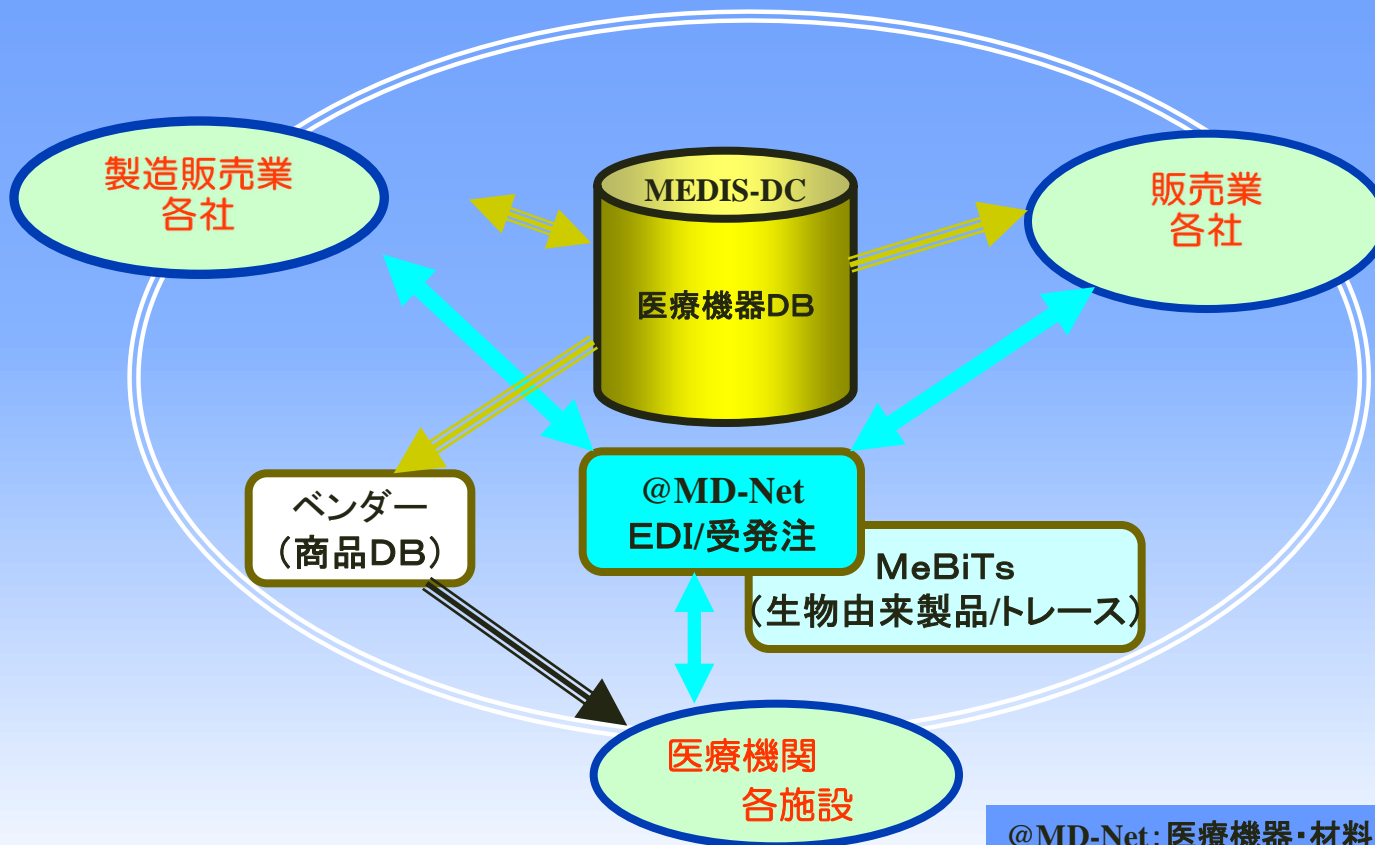 製造販売業
各社
MEDIS-DC
医療機器DB
販売業
各社
ベンダー
(商品DB)
@MD-Net
EDI/受発注
MeBiTs
(生物由来製品/トレース)
医療機関
各施設
@MD-Net:医療機器・材料